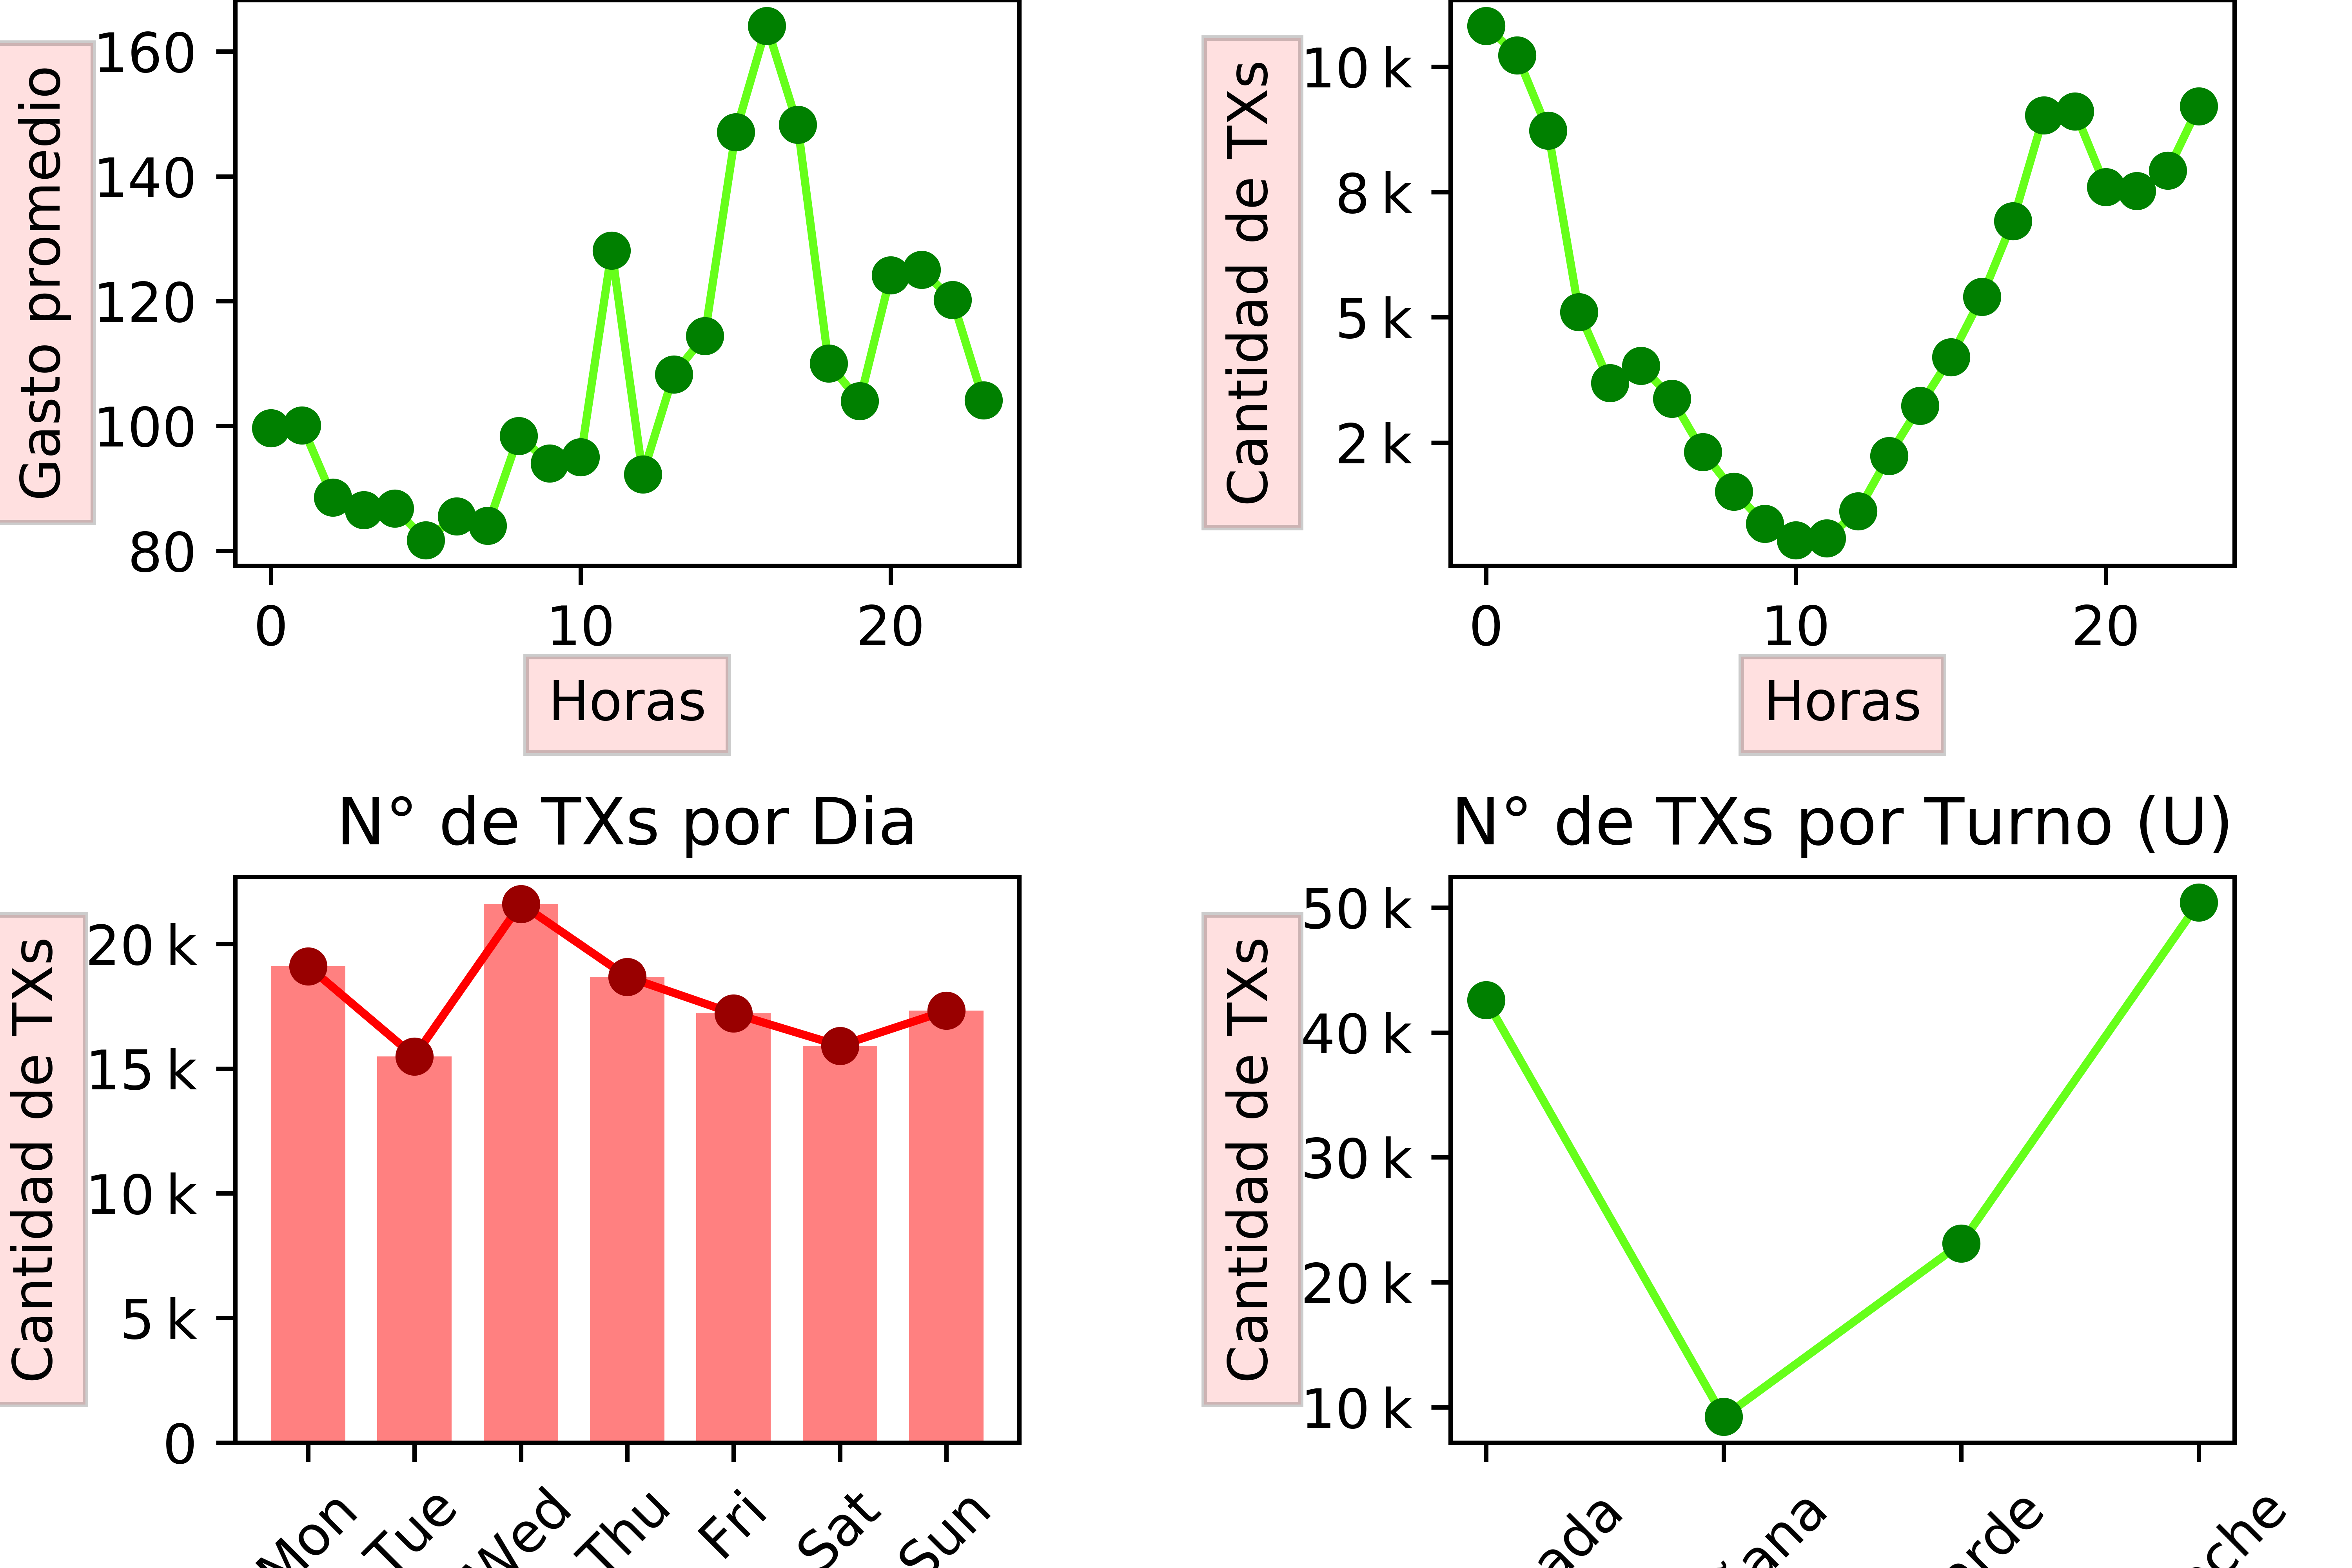 Gasto promedio
160
140
120
100
80
0
10
20
Horas
Cantidad de TXs
10 k
8 k
5 k
2 k
0
10
20
Horas
N° de TXs por Dia
Cantidad de TXs
20 k
15 k
10 k
5 k
0
Mon
Tue
Wed
Thu
Fri
Sat
Sun
N° de TXs por Turno (U)
Cantidad de TXs
50 k
40 k
30 k
20 k
10 k